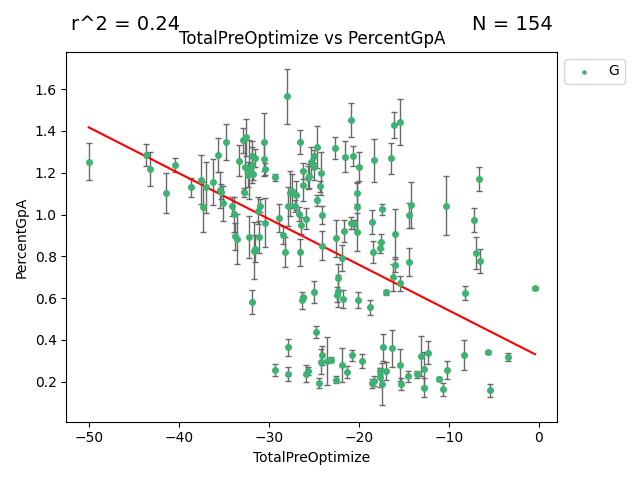 r^2 = 0.24 N = 154
TotalPreOptimize vs PercentGpA
G
PercentGpA
1.6
1.4
1.2
1.0
0.8
0.6
0.4
0.2
−50 −40 −30 −20 −10 0
TotalPreOptimize